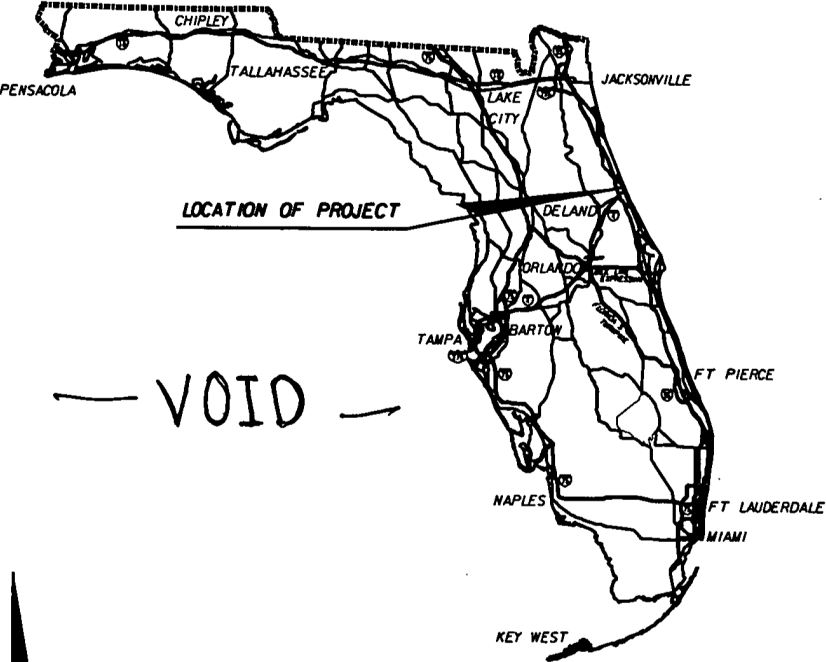 CHIPLEY
PENSACOLA
TALLAHASSEE
JACKSONVILLE
LAKE
CITY
LOCATION OF PROJECT
DELAND
ORLANDO
TAMPA
BARTOW
FT PIERCE
— VOID —
NAPLES
FT LAUDERDALE
MIAMI
KEY WEST